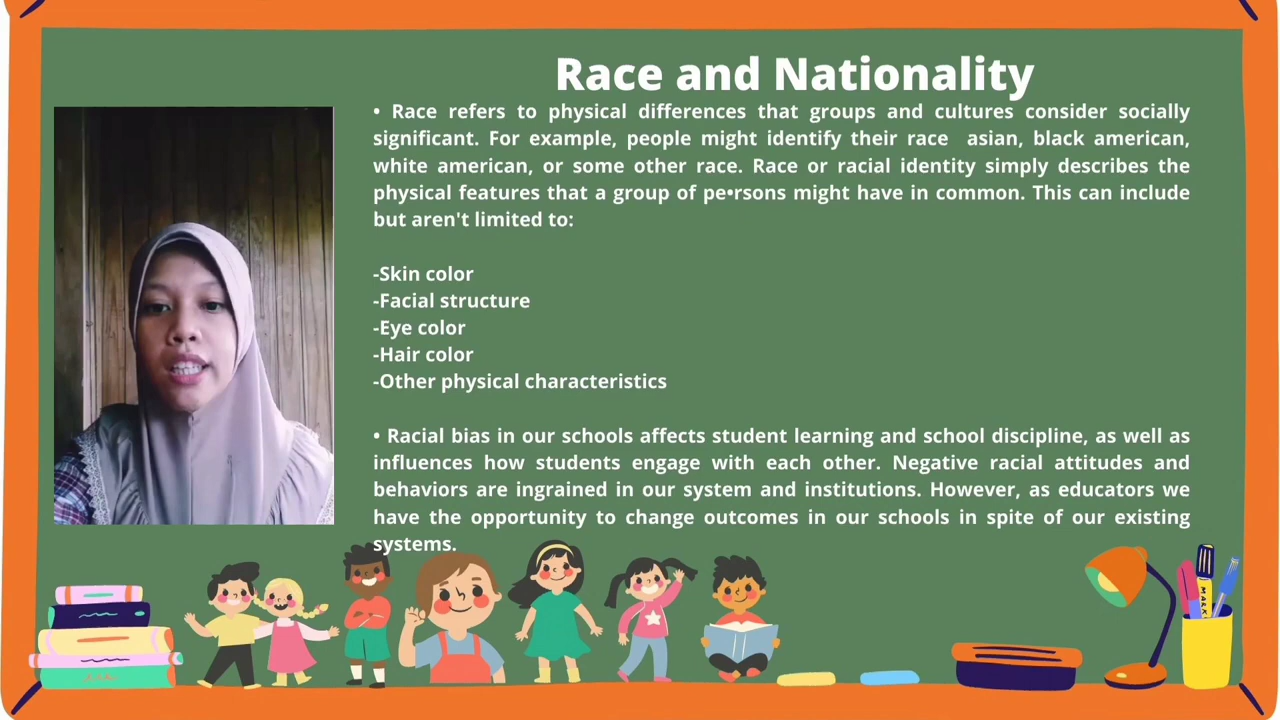 Race and Nationality
• Race refers to physical differences that groups and cultures consider socially
significant. For example, people might identify their race asian, black american,
white american, or some other race. Race or racial identity simply describes the
physical features that a group of pe•rsons might have in common. This can include
but aren't limited to:
-Skin color
-Facial structure
-Eye color
-Hair color
-Other physical characteristics
• Racial bias in our schools affects student learning and school discipline, as well as
influences how students engage with each other. Negative racial attitudes and
behaviors are ingrained in our system and institutions. However, as educators we
have the opportunity to change outcomes in our schools in spite of our existing
systems.